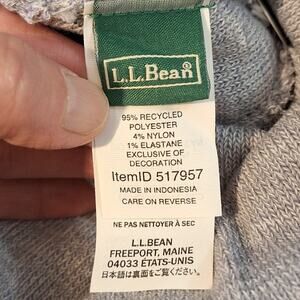 L.L.Bean
95% RECYCLED
POLYESTER
4% NYLON
1% ELASTANE
EXCLUSIVE OF
DECORATION
ItemID 517957
MADE IN INDONESIA
CARE ON REVERSE
NE PAS NETTOYER À SEC
L.L.BEAN
FREEPORT, MAINE
04033 ÉTATS-UNIS
日本語は裏面をご覧ください。